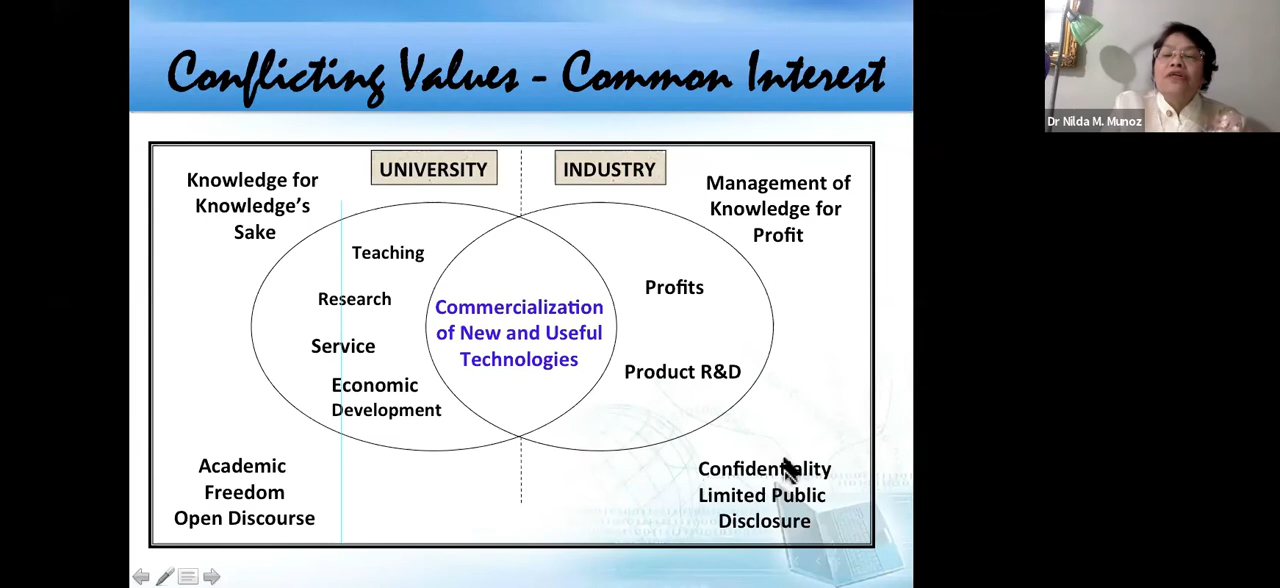 Conflicting Values - Common Interest
Dr Nilda M. Munoz
UNIVERSITY
INDUSTRY
Knowledge for
Knowledge's
Sake
Management of
Knowledge for
Profit
Teaching
Research
Service
Economic
Development
Commercialization
of New and Useful
Technologies
Profits
Product R&D
Academic
Freedom
Open Discourse
Confidentiality
Limited Public
Disclosure